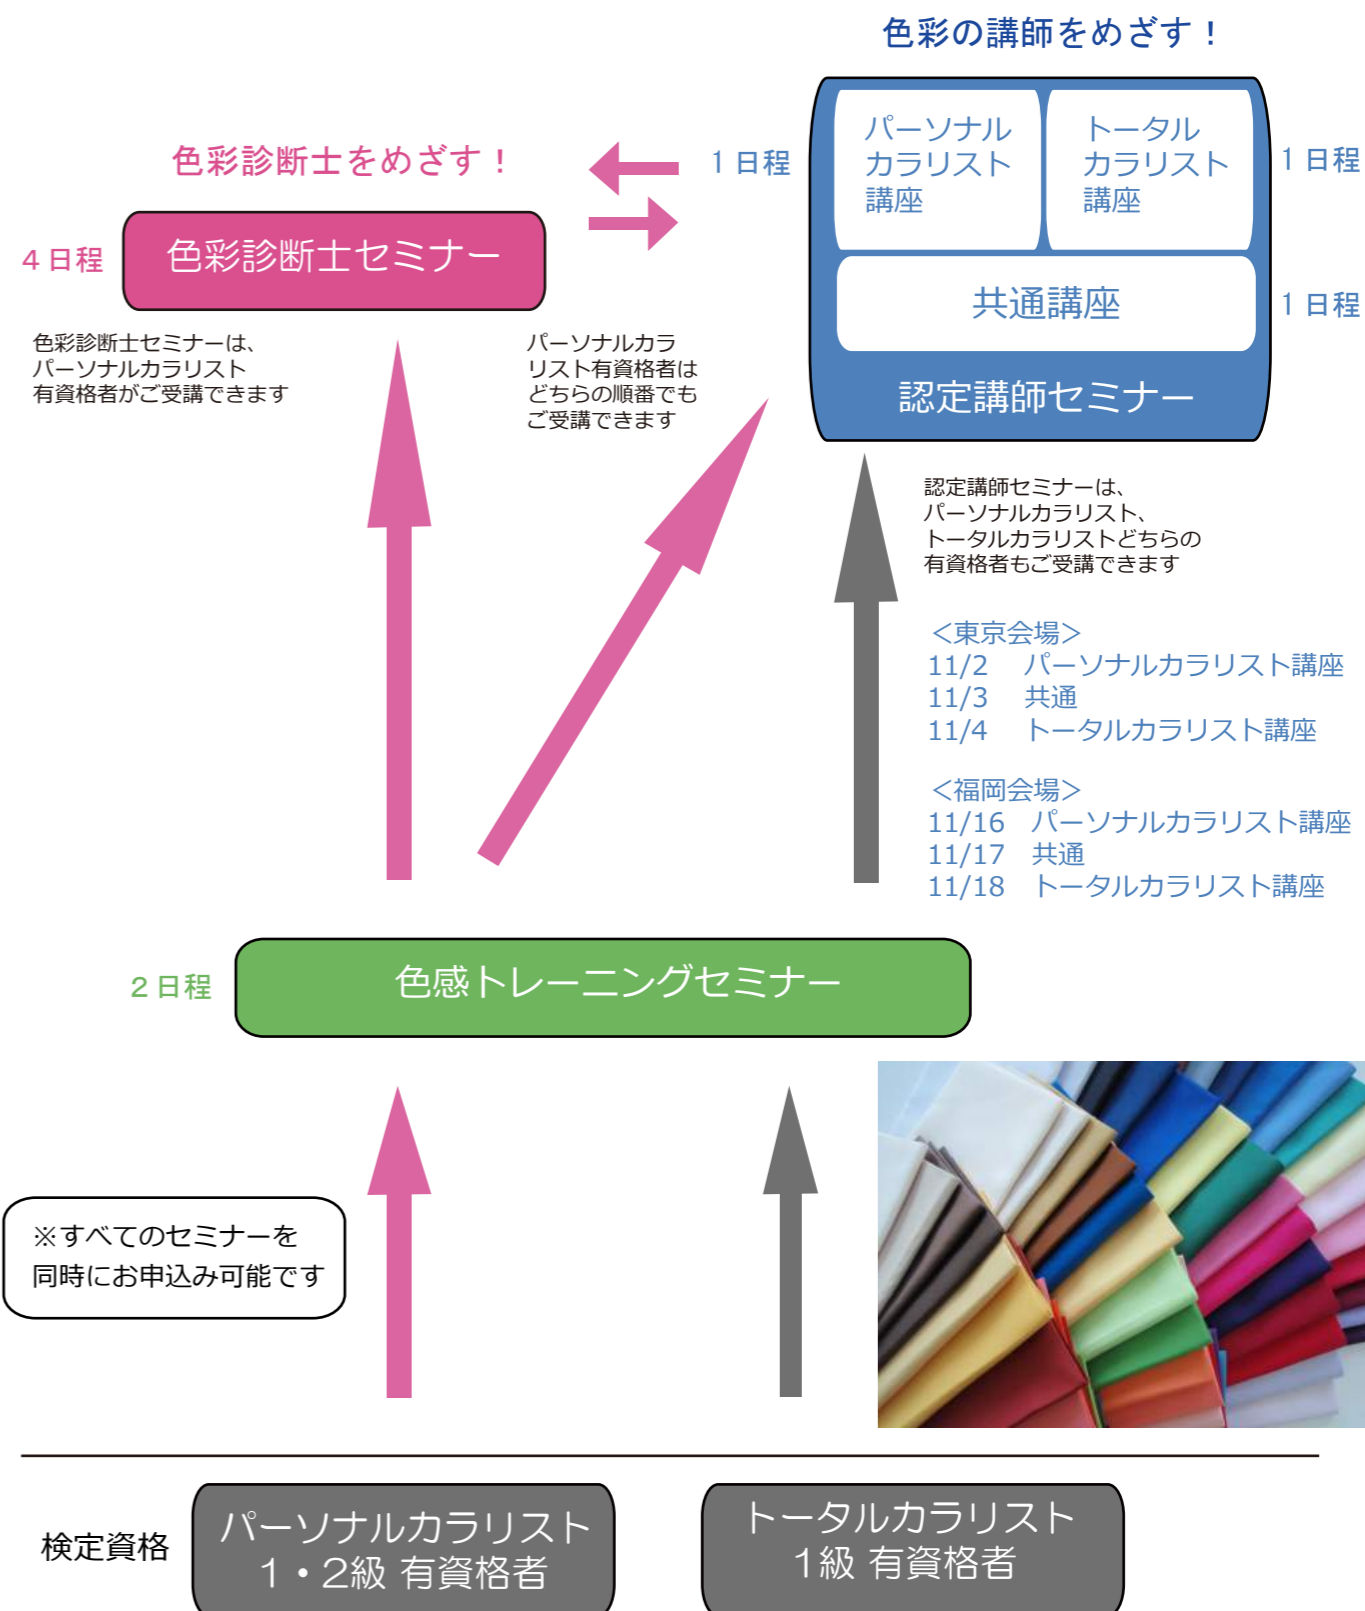 色彩の講師をめざす！
パーソナル
カラリスト
講座
トータル
カラリスト
講座
1日程
1日程
色彩診断士をめざす！
4日程
色彩診断士セミナー
共通講座
1日程
認定講師セミナー
色彩診断士セミナーは、
パーソナルカラリスト
有資格者がご受講できます
パーソナルカラ
リスト有資格者は
どちらの順番でも
ご受講できます
認定講師セミナーは、
パーソナルカラリスト、
トータルカラリストどちらの
有資格者もご受講できます
＜東京会場＞
11/2　パーソナルカラリスト講座
11/3　共通
11/4　トータルカラリスト講座
＜福岡会場＞
11/16　パーソナルカラリスト講座
11/17　共通
11/18　トータルカラリスト講座
2日程
色感トレーニングセミナー
※すべてのセミナーを
同時にお申込み可能です
検定資格
パーソナルカラリスト
1・2級 有資格者
トータルカラリスト
1級 有資格者